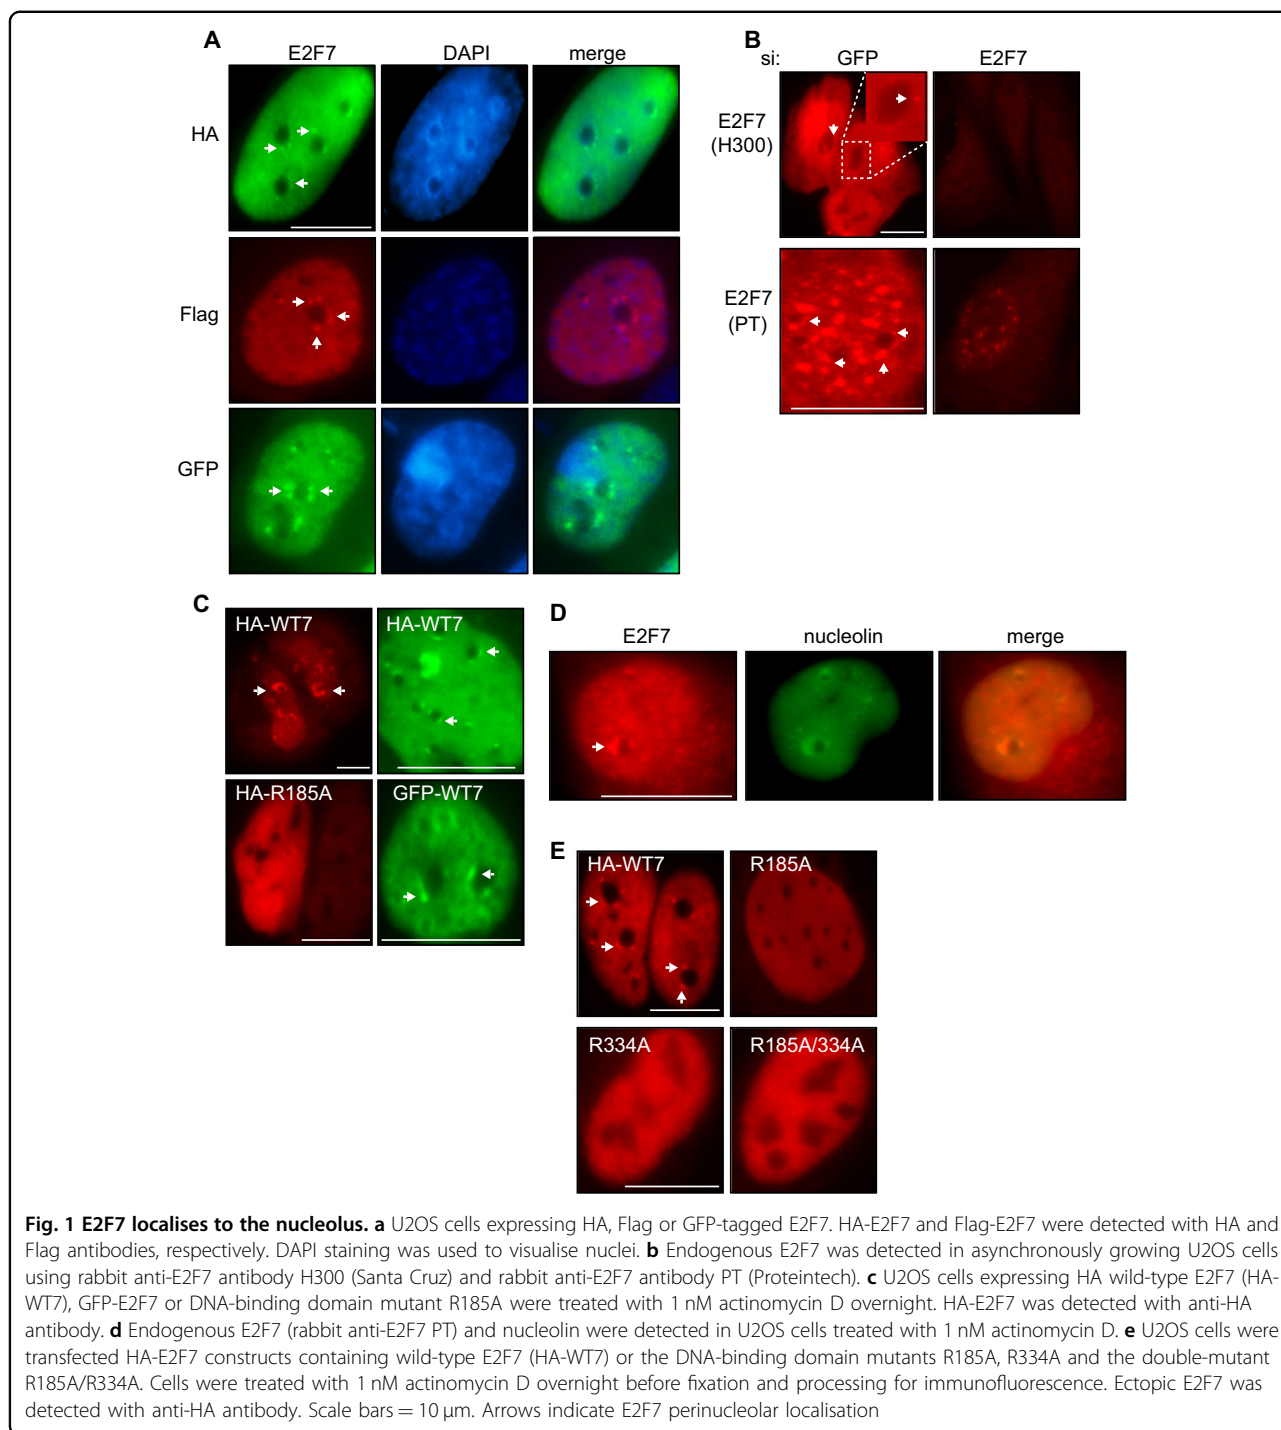 A
E2F7 DAPI merge
HA
Flag
GFP
B
si: GFP E2F7
E2F7
(H300)
E2F7
(PT)
C
HA-WT7 HA-WT7
HA-R185A GFP-WT7
D
E2F7 nucleolin merge
E
HA-WT7 R185A
R334A R185A/334A
Fig. 1 E2F7 localises to the nucleolus. a U2OS cells expressing HA, Flag or GFP-tagged E2F7. HA-E2F7 and Flag-E2F7 were detected with HA and
Flag antibodies, respectively. DAPI staining was used to visualise nuclei. b Endogenous E2F7 was detected in asynchronously growing U2OS cells
using rabbit anti-E2F7 antibody H300 (Santa Cruz) and rabbit anti-E2F7 antibody PT (Proteintech). c U2OS cells expressing HA wild-type E2F7 (HA-
WT7), GFP-E2F7 or DNA-binding domain mutant R185A were treated with 1 nM actinomycin D overnight. HA-E2F7 was detected with anti-HA
antibody. d Endogenous E2F7 (rabbit anti-E2F7 PT) and nucleolin were detected in U2OS cells treated with 1 nM actinomycin D. e U2OS cells were
transfected HA-E2F7 constructs containing wild-type E2F7 (HA-WT7) or the DNA-binding domain mutants R185A, R334A and the double-mutant
R185A/R334A. Cells were treated with 1 nM actinomycin D overnight before fixation and processing for immunofluorescence. Ectopic E2F7 was
detected with anti-HA antibody. Scale bars = 10 μm. Arrows indicate E2F7 perinucleolar localisation